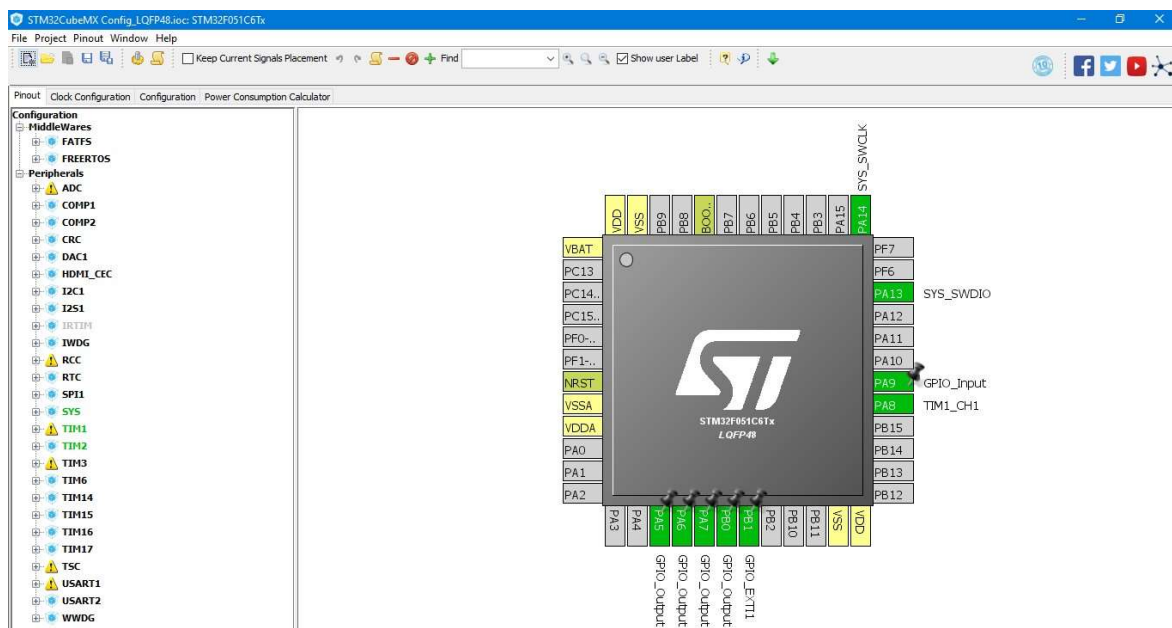 STM32CubeMX Config_LQFP48.ioc: STM32F051C6Tx
File Project Pinout Window Help
Keep Current Signals Placement Find Show user Label
Pinout Clock Configuration Configuration Power Consumption Calculator
Configuration
MiddleWares
FATFS
FREERTOS
Peripherals
ADC
COMP1
COMP2
CRC
DAC1
HDMI_CEC
I2C1
I2S1
IRTIM
IWDG
RCC
RTC
SPI1
SYS
TIM1
TIM2
TIM3
TIM6
TIM14
TIM15
TIM16
TIM17
TSC
USART1
USART2
WWDG
SYS_SWCLK
VDD VSS PB9 PB8 BOO.. PB7 PB6 PB5 PB4 PB3 PA15 PA14
VBAT
PC13
PC14..
PC15..
PF0-..
PF1-..
NRST
VSSA
VDDA
PA0
PA1
PA2
STM32F051C6Tx
LQFP48
PF7
PF6
PA13 SYS_SWDIO
PA12
PA11
PA10
PA9 GPIO_Input
PA8 TIM1_CH1
PB15
PB14
PB13
PB12
PA3 PA4 PA5 PA6 PA7 PB0 PB1 PB2 PB10 PB11 VSS VDD
GPIO_Output GPIO_Output GPIO_Output GPIO_Output GPIO_EXTI1